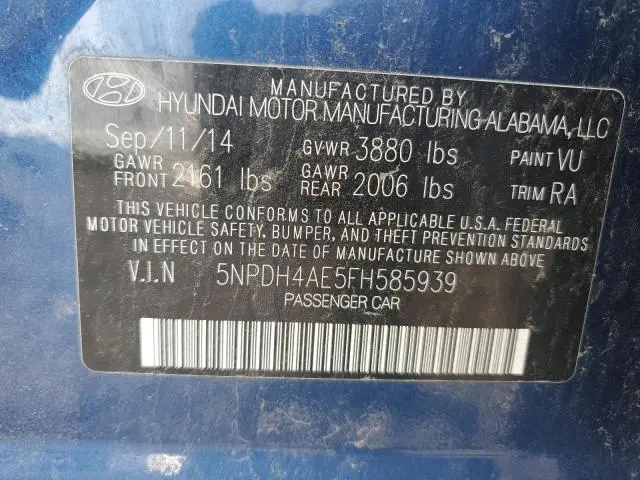 MANUFACTURED BY
HYUNDAI MOTOR MANUFACTURING ALABAMA, LLC
Sep/11/14 GVWR 3880 lbs PAINT VU
GAWR FRONT 2161 lbs GAWR REAR 2006 lbs TRIM RA
THIS VEHICLE CONFORMS TO ALL APPLICABLE U.S.A. FEDERAL
MOTOR VEHICLE SAFETY, BUMPER, AND THEFT PREVENTION STANDARDS
IN EFFECT ON THE DATE OF MANUFACTURE SHOWN ABOVE
V.I.N 5NPDH4AE5FH585939
PASSENGER CAR